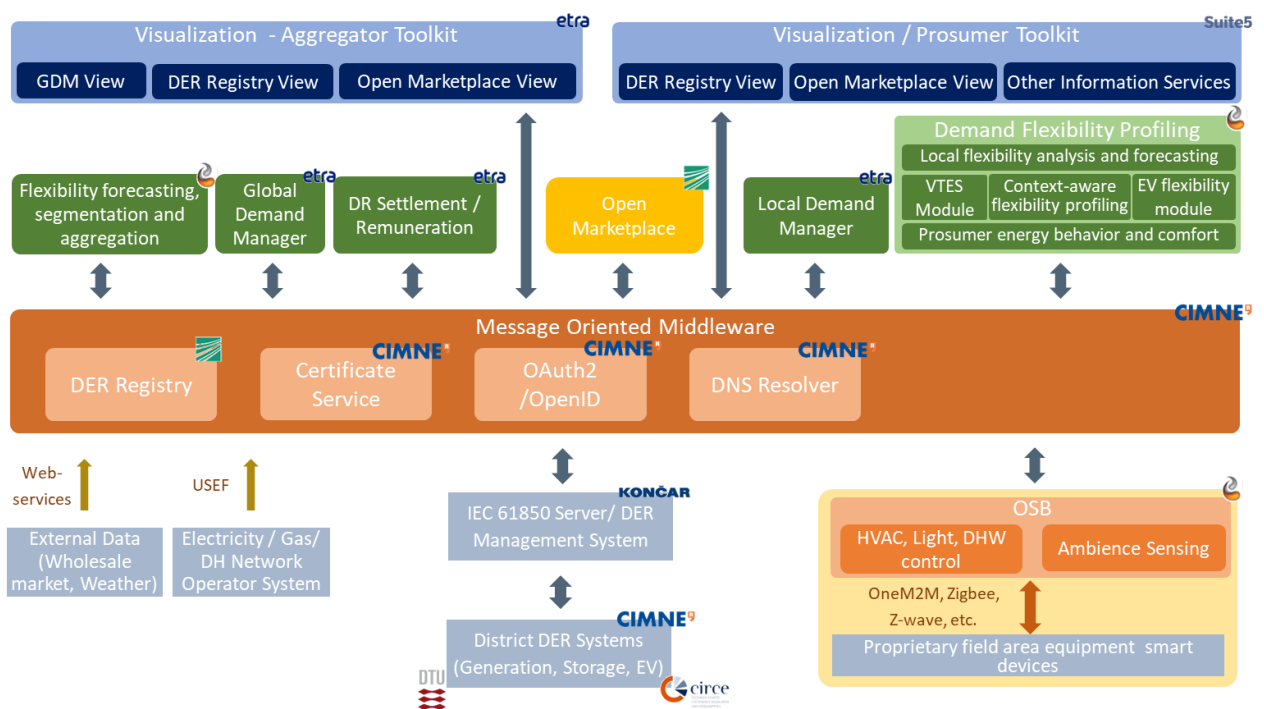 etra
Visualization - Aggregator Toolkit
GDM View
DER Registry View
Open Marketplace View
Suite5
Visualization / Prosumer Toolkit
DER Registry View
Open Marketplace View
Other Information Services
Flexibility forecasting,
segmentation and
aggregation
etra
Global
Demand
Manager
etra
DR Settlement /
Remuneration
Open
Marketplace
etra
Local Demand
Manager
Demand Flexibility Profiling
Local flexibility analysis and forecasting
VTES
Module
Context-aware
flexibility profiling
EV flexibility
module
Prosumer energy behavior and comfort
CIMNE
Message Oriented Middleware
DER Registry
CIMNE
Certificate
Service
CIMNE
OAuth2
/OpenID
CIMNE
DNS Resolver
Web-
services
USEF
External Data
(Wholesale
market, Weather)
Electricity / Gas/
DH Network
Operator System
KONČAR
IEC 61850 Server/ DER
Management System
CIMNE
District DER Systems
(Generation, Storage, EV)
DTU
circe
OSB
HVAC, Light, DHW
control
Ambience Sensing
OneM2M, Zigbee,
Z-wave, etc.
Proprietary field area equipment smart
devices